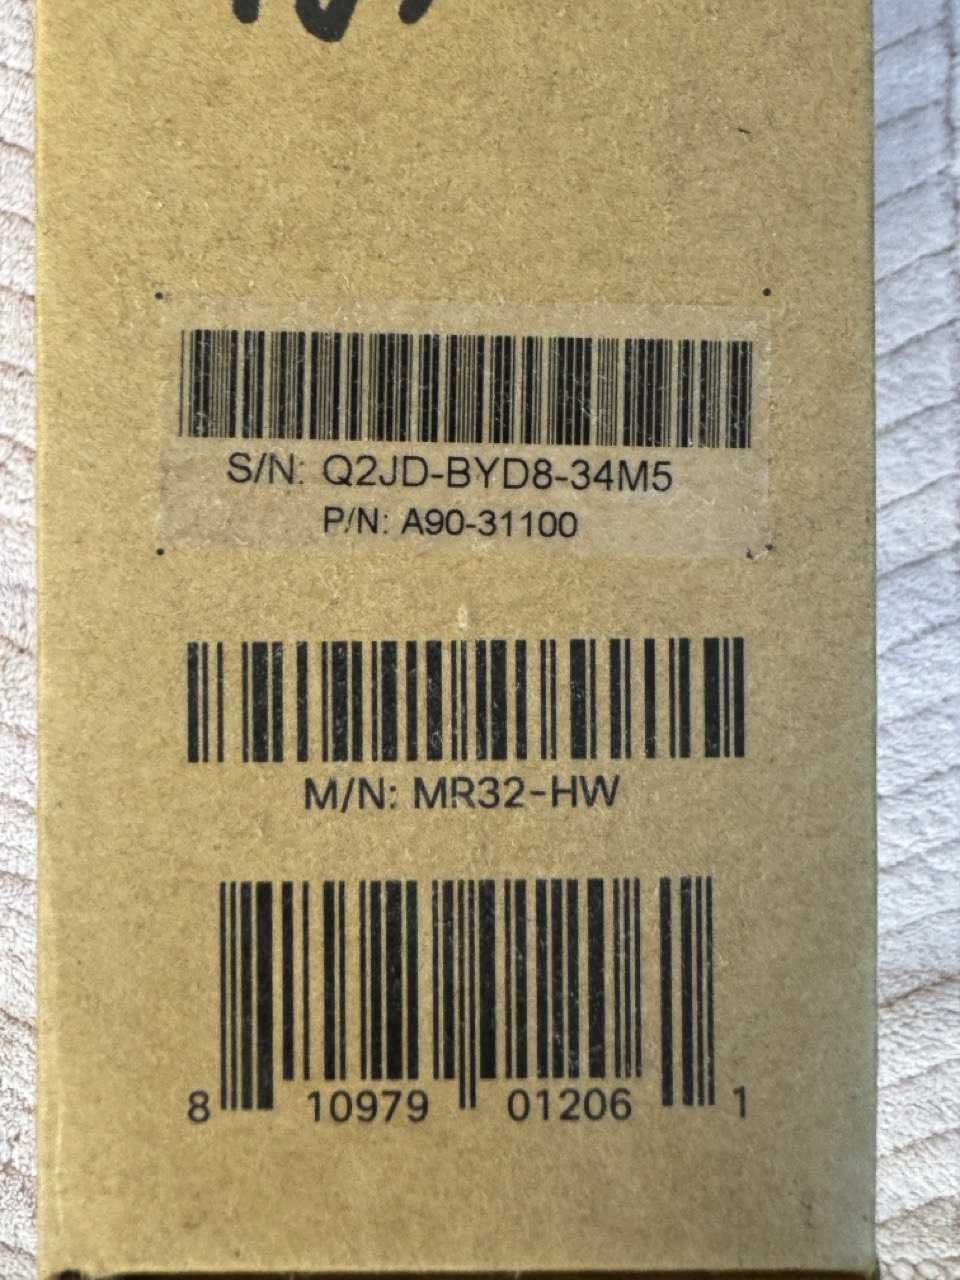 S/N: Q2JD-BYD8-34M5
P/N: A90-31100
M/N: MR32-HW
8 10979 01206 1